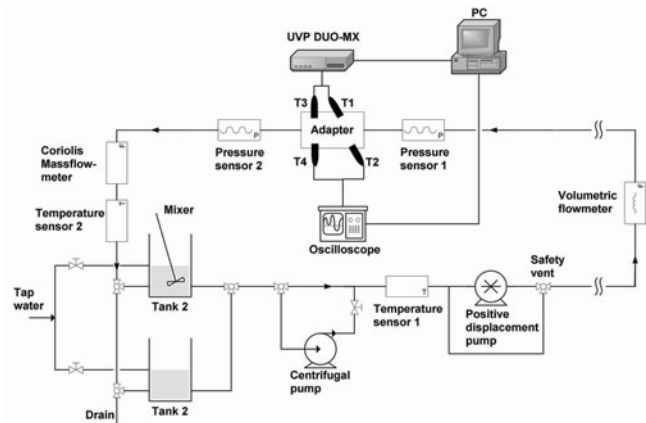 PC
UVP DUO-MX
T3
T1
Adapter
T4
T2
P
Pressure
sensor 2
P
Pressure
sensor 1
Coriolis
Massflow-
meter
F
Temperature
sensor 2
T
Mixer
Oscilloscope
Volumetric
flowmeter
F
Safety
vent
Tap
water
Tank 2
Temperature
sensor 1
T
Positive
displacement
pump
Centrifugal
pump
Tank 2
Drain